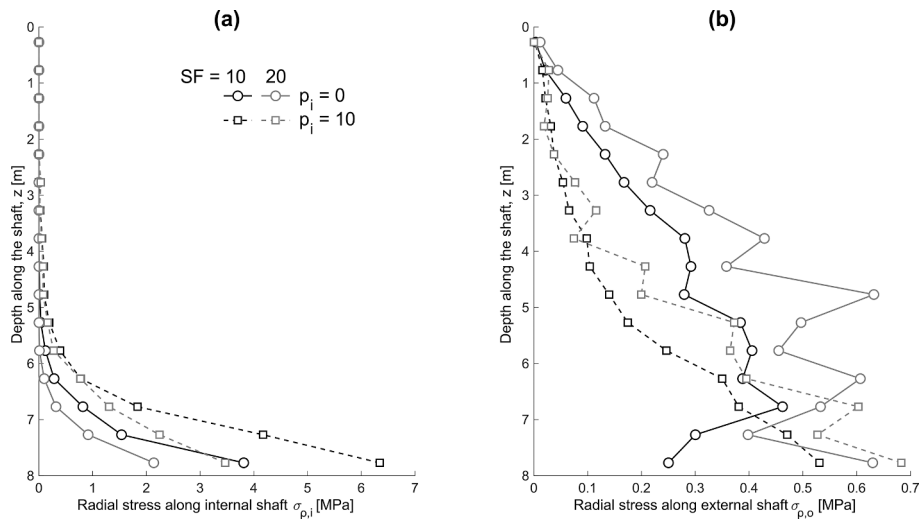 (a)
(b)
SF = 10 20
p_i = 0
p_i = 10
0
1
2
3
4
5
6
7
8
Depth along the shaft, z [m]
0 1 2 3 4 5 6 7
Radial stress along internal shaft σ_ρ,i [MPa]
0
1
2
3
4
5
6
7
8
Depth along the shaft, z [m]
0 0.1 0.2 0.3 0.4 0.5 0.6 0.7
Radial stress along external shaft σ_ρ,o [MPa]